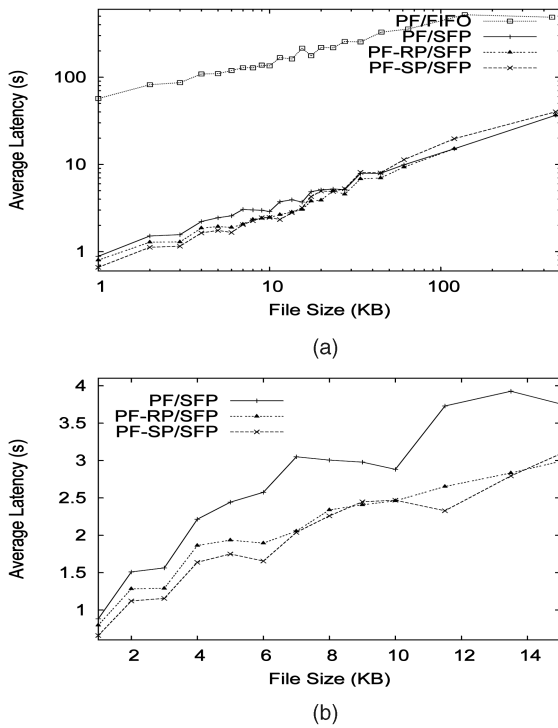 PF/FIFO
PF/SFP
PF-RP/SFP
PF-SP/SFP
100
10
1
Average Latency (s)
1 10 100
File Size (KB)
(a)
PF/SFP
PF-RP/SFP
PF-SP/SFP
4
3.5
3
2.5
2
1.5
1
Average Latency (s)
2 4 6 8 10 12 14
File Size (KB)
(b)